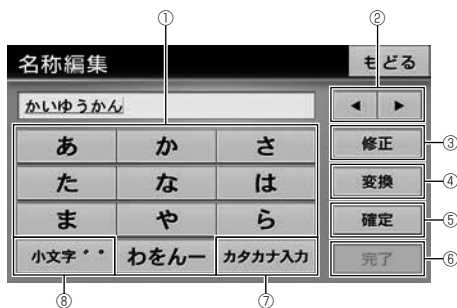 ① ②
名称編集 もどる
かいゆうかん ◀ ▶
あ か さ 修正 ③
た な は 変換 ④
ま や ら 確定 ⑤
小文字゛゜ わをんー カタカナ入力 完了 ⑥
⑧ ⑦